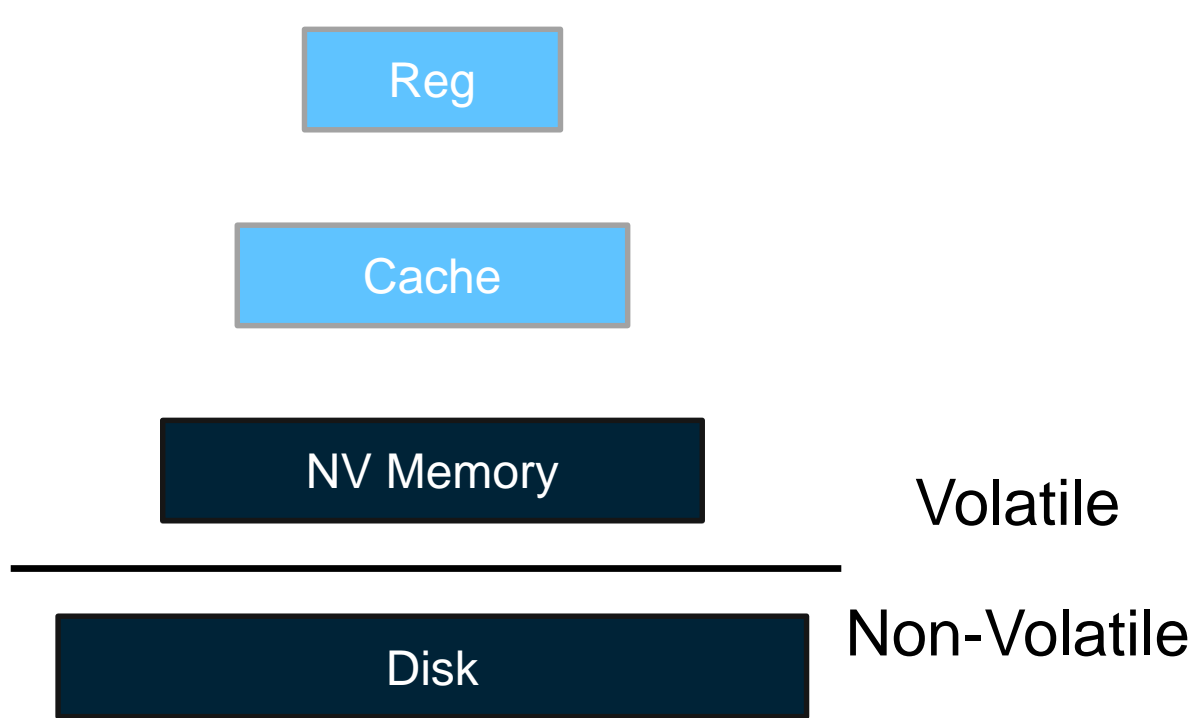 Reg
Cache
NV Memory
Volatile
Non-Volatile
Disk